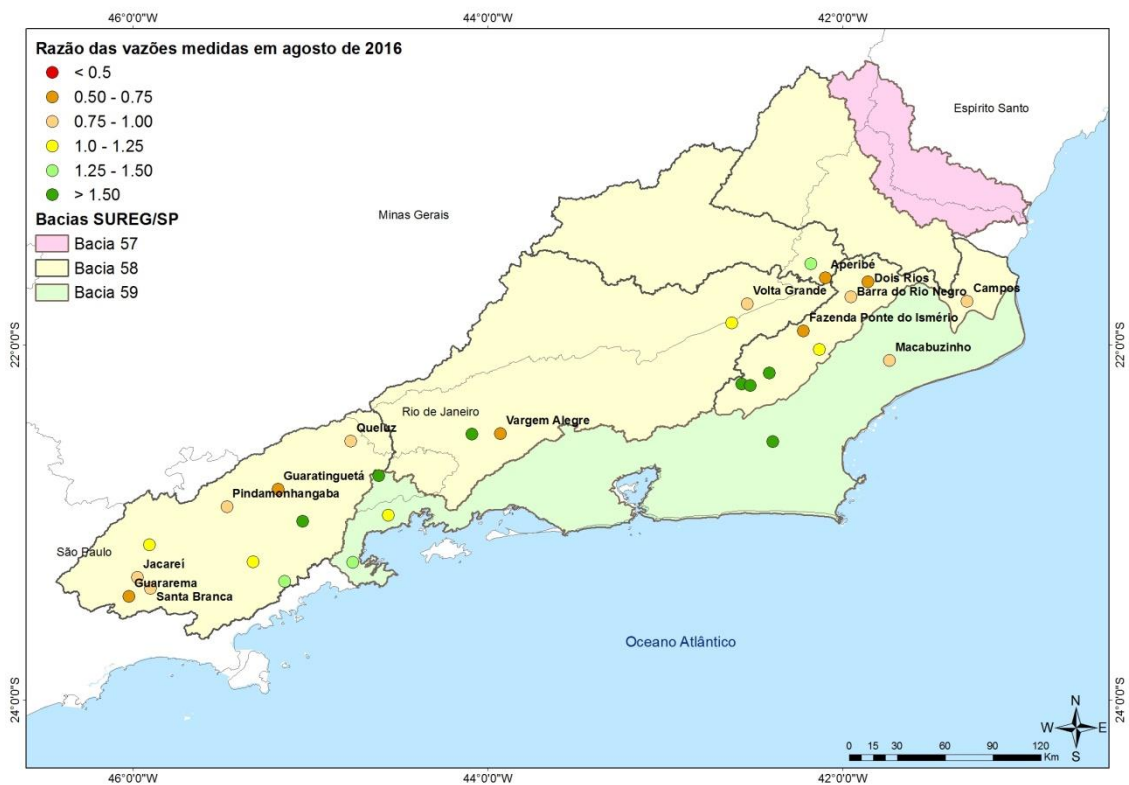 46°0'0"W
44°0'0"W
42°0'0"W
Razão das vazões medidas em agosto de 2016
< 0.5
0.50 - 0.75
0.75 - 1.00
1.0 - 1.25
1.25 - 1.50
> 1.50
Bacias SUREG/SP
Bacia 57
Bacia 58
Bacia 59
Espírito Santo
Minas Gerais
Aperibé
Dois Rios
Volta Grande
Barra do Rio Negro
Campos
Fazenda Ponte do Ismério
22°0'0"S
22°0'0"S
Macabuzinho
Rio de Janeiro
Vargem Alegre
Queluz
Guaratinguetá
Pindamonhangaba
São Paulo
Jacareí
Guararema
Santa Branca
Oceano Atlântico
24°0'0"S
24°0'0"S
N
W
E
S
0 15 30 60 90 120
Km
46°0'0"W
44°0'0"W
42°0'0"W